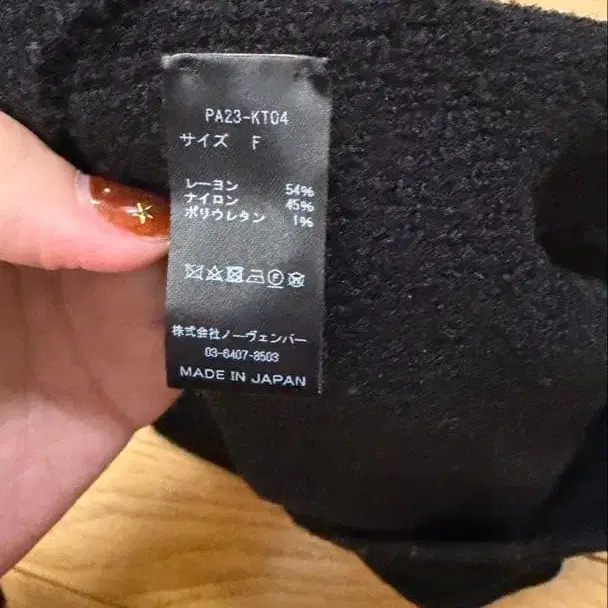 PA23-KT04
サイズ F
レーヨン 54%
ナイロン 45%
ポリウレタン 1%
株式会社ノーヴェンバー
03-6407-8503
MADE IN JAPAN